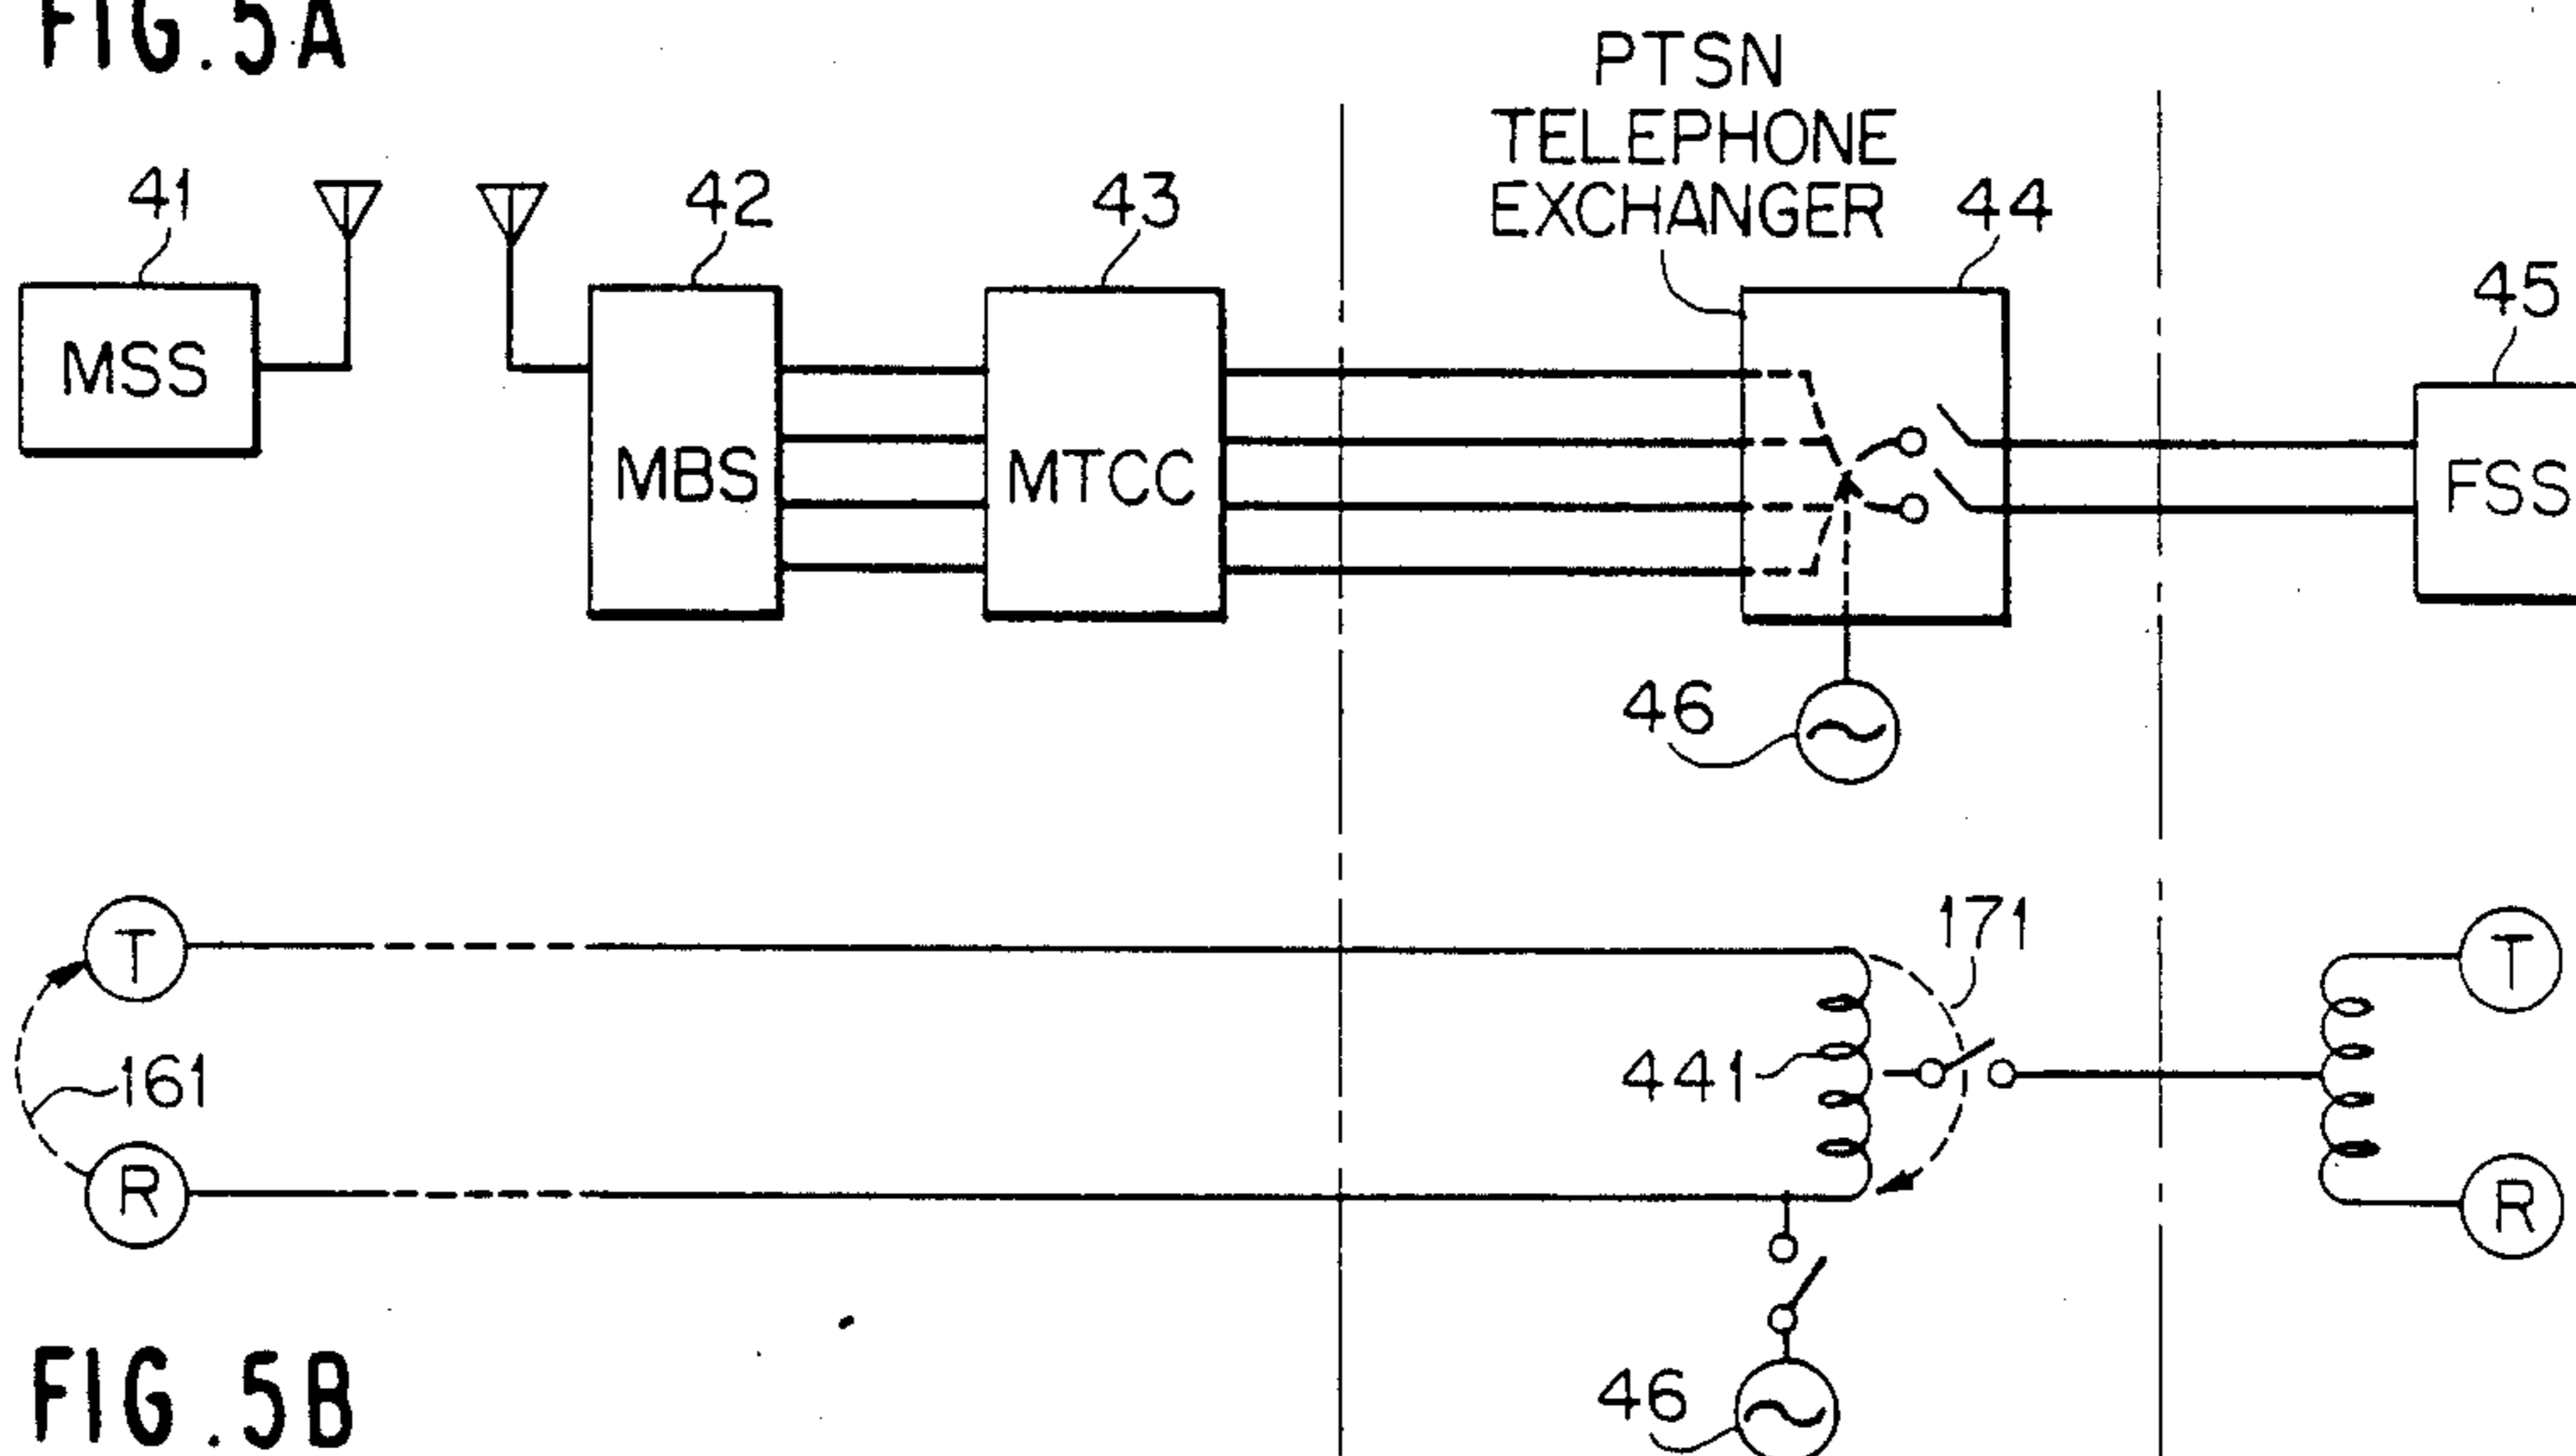 FIG. 5A
PTSN
TELEPHONE
EXCHANGER
41
42
43
44
45
MSS
MBS
MTCC
FSS
46
T
171
T
161
441
R
R
46
FIG. 5B